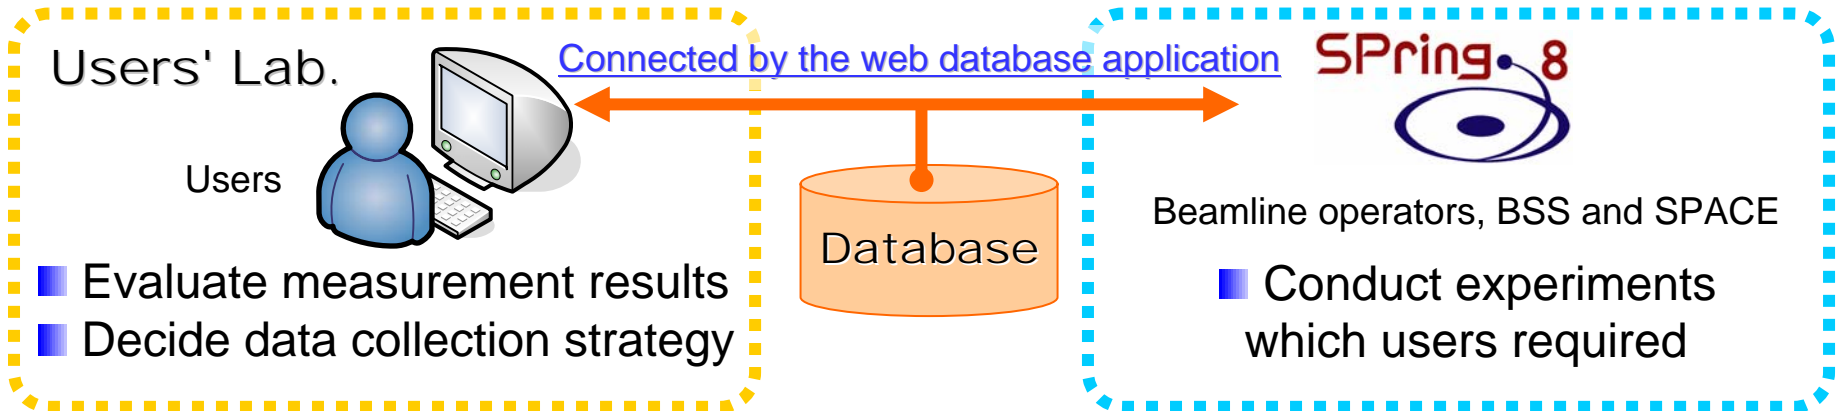 Users' Lab.
Users
Evaluate measurement results
Decide data collection strategy
Connected by the web database application
Database
SPring-8
Beamline operators, BSS and SPACE
Conduct experiments
which users required